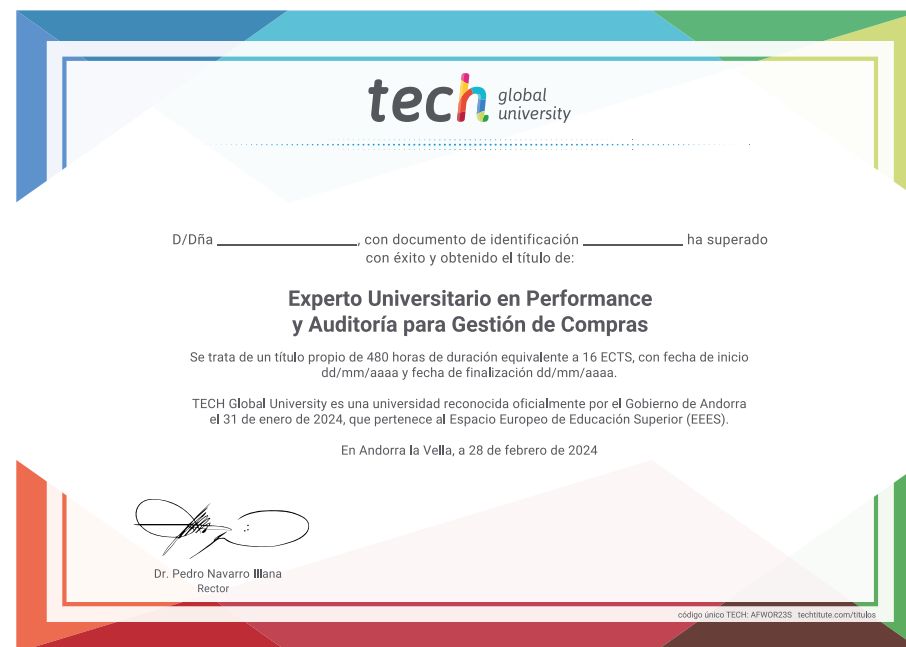 tech global
university
D/Dña ____________________, con documento de identificación ______________ ha superado
con éxito y obtenido el título de:
Experto Universitario en Performance
y Auditoría para Gestión de Compras
Se trata de un título propio de 480 horas de duración equivalente a 16 ECTS, con fecha de inicio
dd/mm/aaaa y fecha de finalización dd/mm/aaaa.
TECH Global University es una universidad reconocida oficialmente por el Gobierno de Andorra
el 31 de enero de 2024, que pertenece al Espacio Europeo de Educación Superior (EEES).
En Andorra la Vella, a 28 de febrero de 2024
Dr. Pedro Navarro Illana
Rector
código único TECH: AFWOR23S techtitute.com/titulos